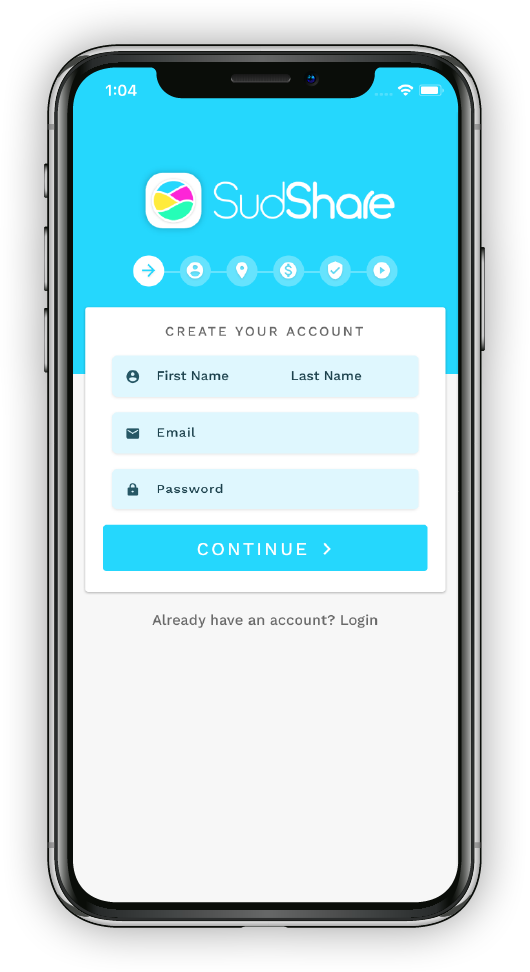 1:04
SudShare
CREATE YOUR ACCOUNT
First Name Last Name
Email
Password
CONTINUE
Already have an account? Login